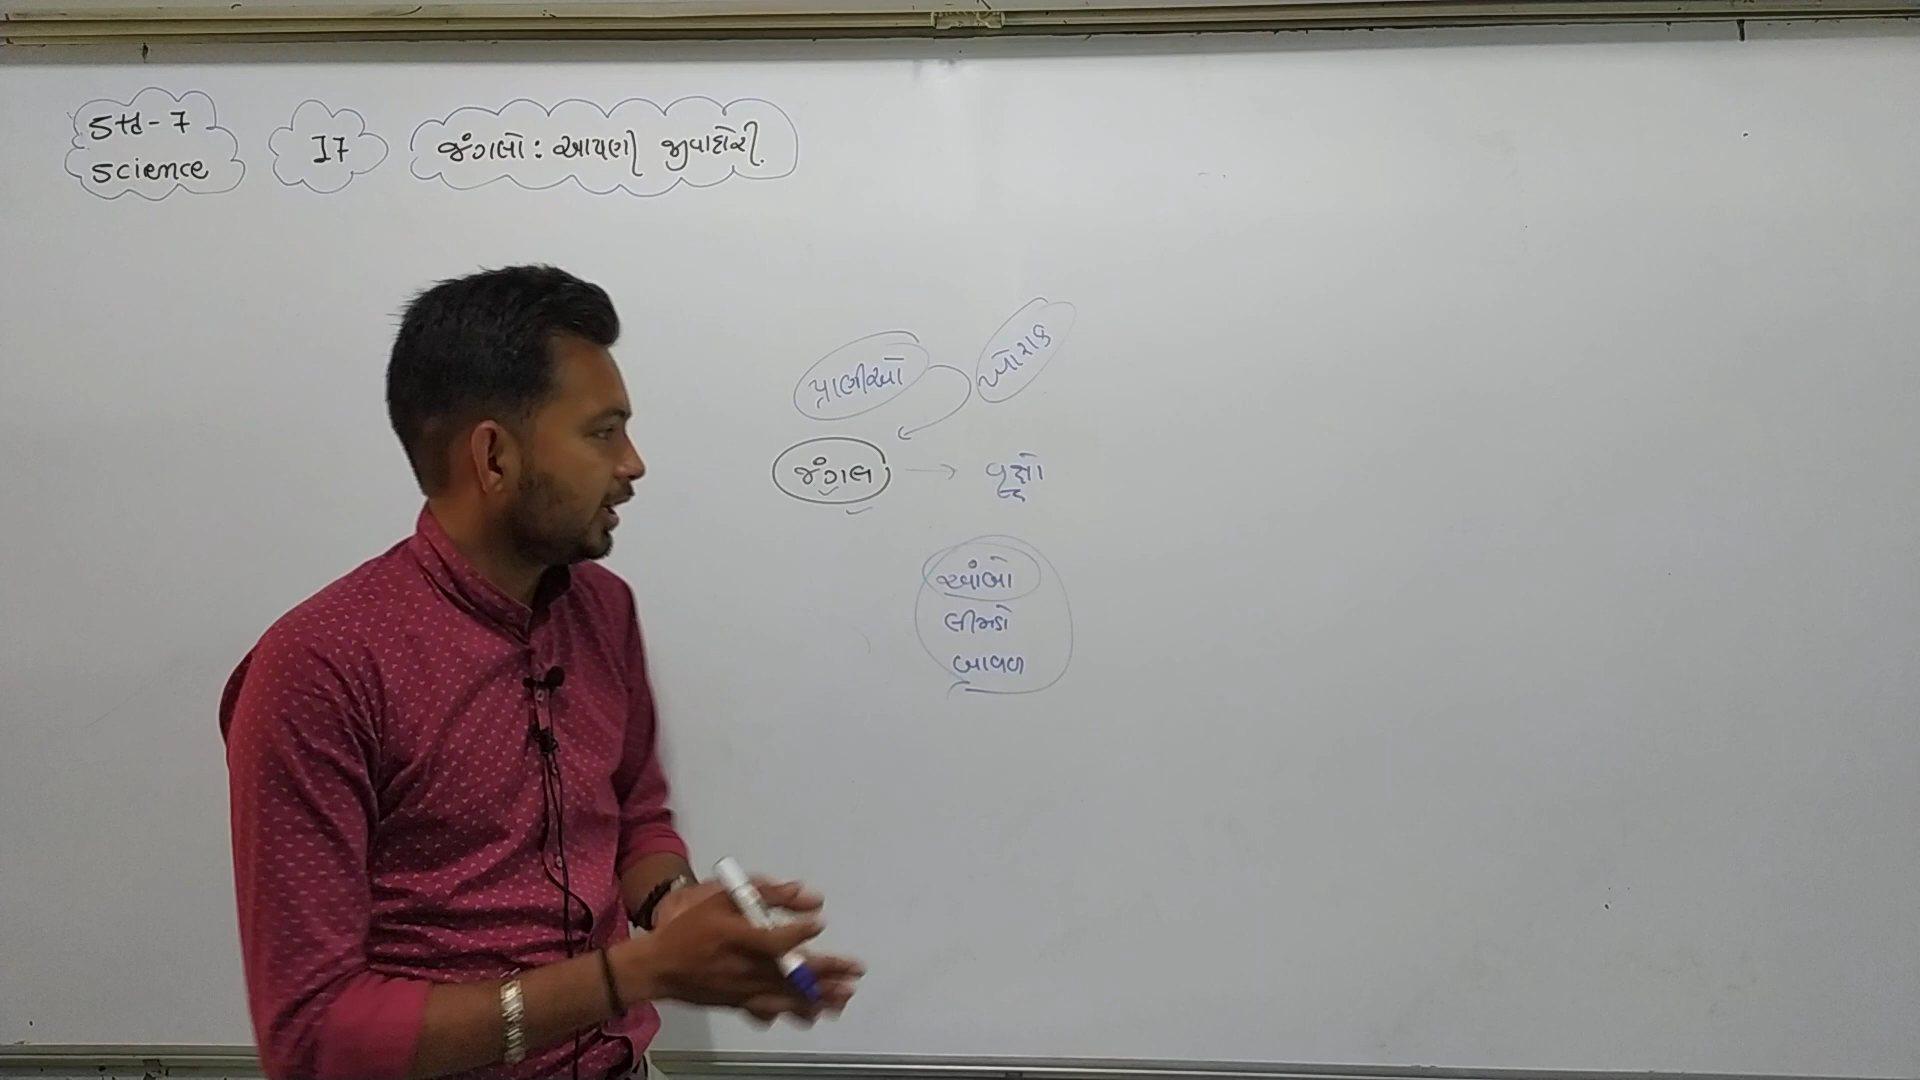 Std-7
Science
17
જંગલો : આપણી જીવાદોરી.
પ્રાણીઓ
ખોરાક
જંગલ → વૃક્ષો
આંબો
લીમડો
બાવળ